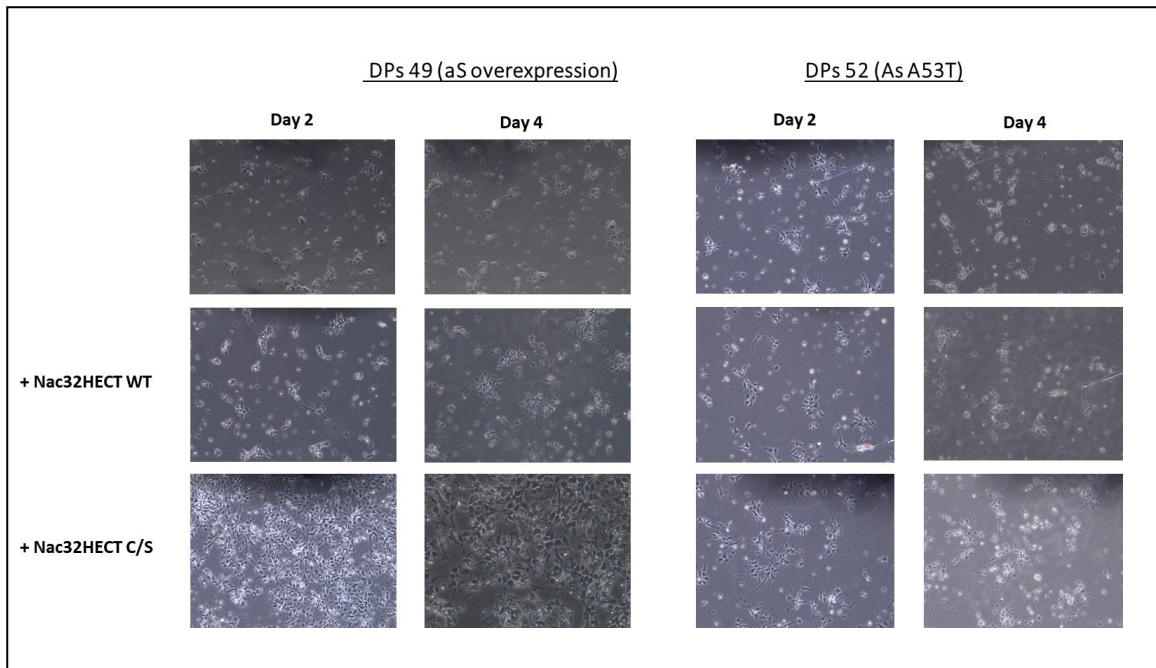 DPs 49 (aS overexpression) DPs 52 (As A53T)
Day 2 Day 4 Day 2 Day 4
+ Nac32HECT WT
+ Nac32HECT C/S